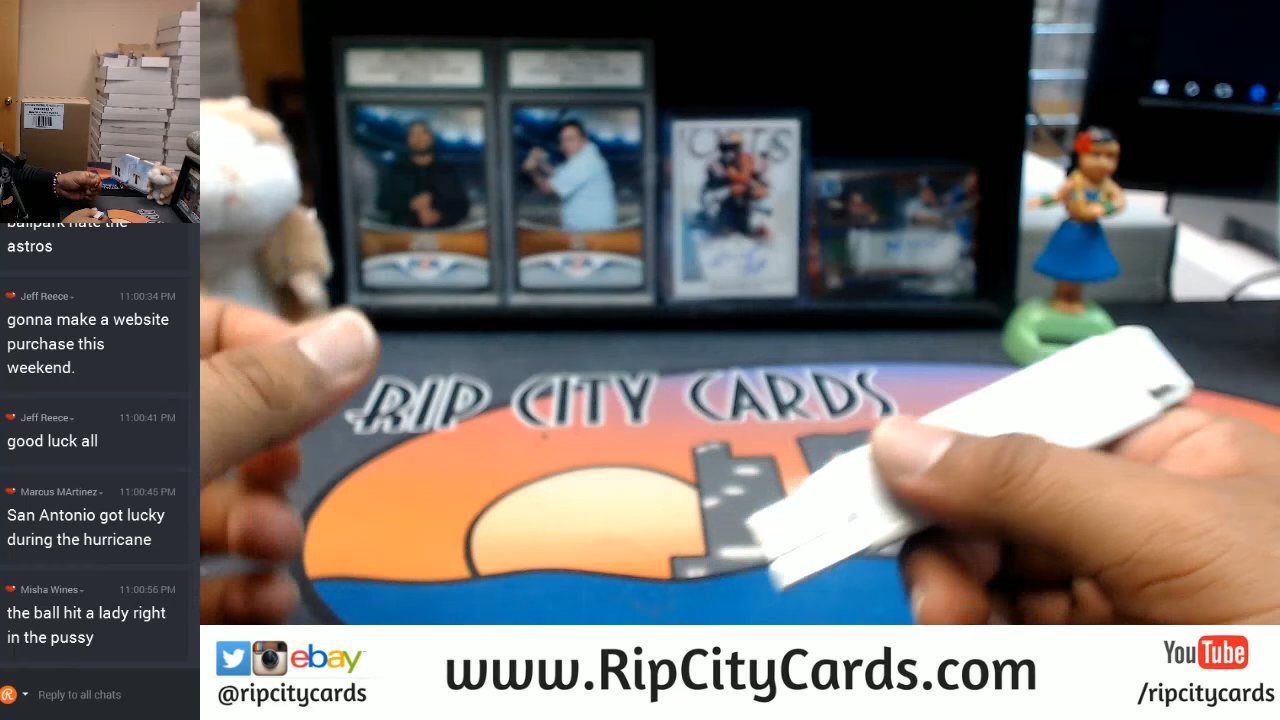 ballpark hate the
astros
Jeff Reece 11:00:34 PM
gonna make a website
purchase this
weekend.
Jeff Reece 11:00:41 PM
good luck all
Marcus MArtinez 11:00:45 PM
San Antonio got lucky
during the hurricane
Misha Wines 11:00:56 PM
the ball hit a lady right
in the pussy
Reply to all chats
RIP CITY CARDS
ebay
@ripcitycards
www.RipCityCards.com
YouTube
/ripcitycards